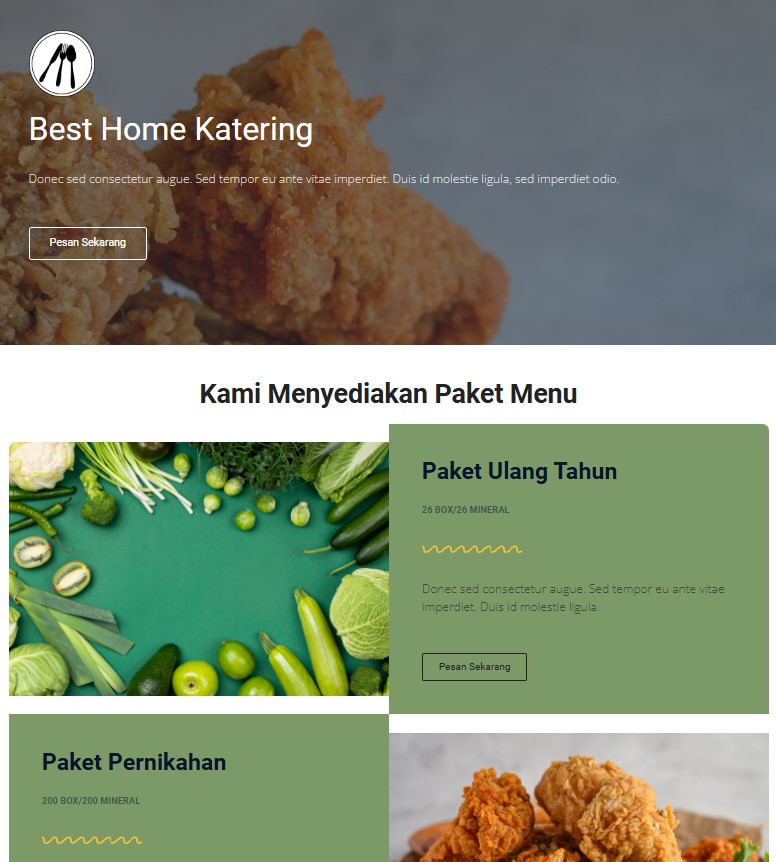 Best Home Katering
Donec sed consectetur augue. Sed tempor eu ante vitae imperdiet. Duis id molestie ligula, sed imperdiet odio.
Pesan Sekarang
Kami Menyediakan Paket Menu
Paket Ulang Tahun
26 BOX/26 MINERAL
Donec sed consectetur augue. Sed tempor eu ante vitae
imperdiet. Duis id molestie ligula.
Pesan Sekarang
Paket Pernikahan
200 BOX/200 MINERAL